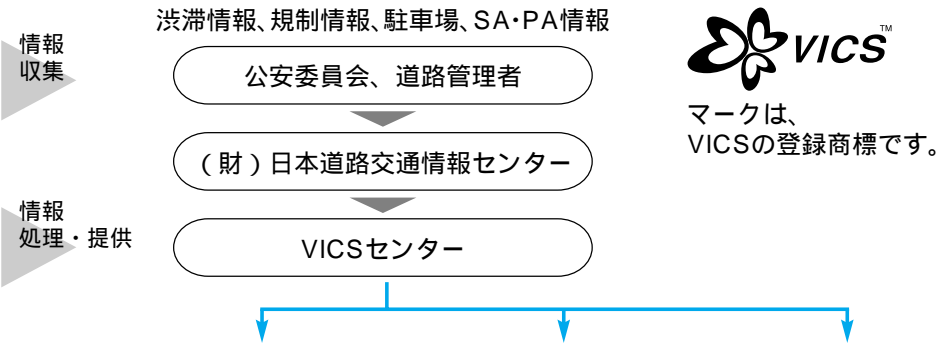 渋滞情報、規制情報、駐車場、SA・PA情報
情報
収集
公安委員会、道路管理者
VICS™
マークは、
VICSの登録商標です。
(財)日本道路交通情報センター
情報
処理・提供
VICSセンター